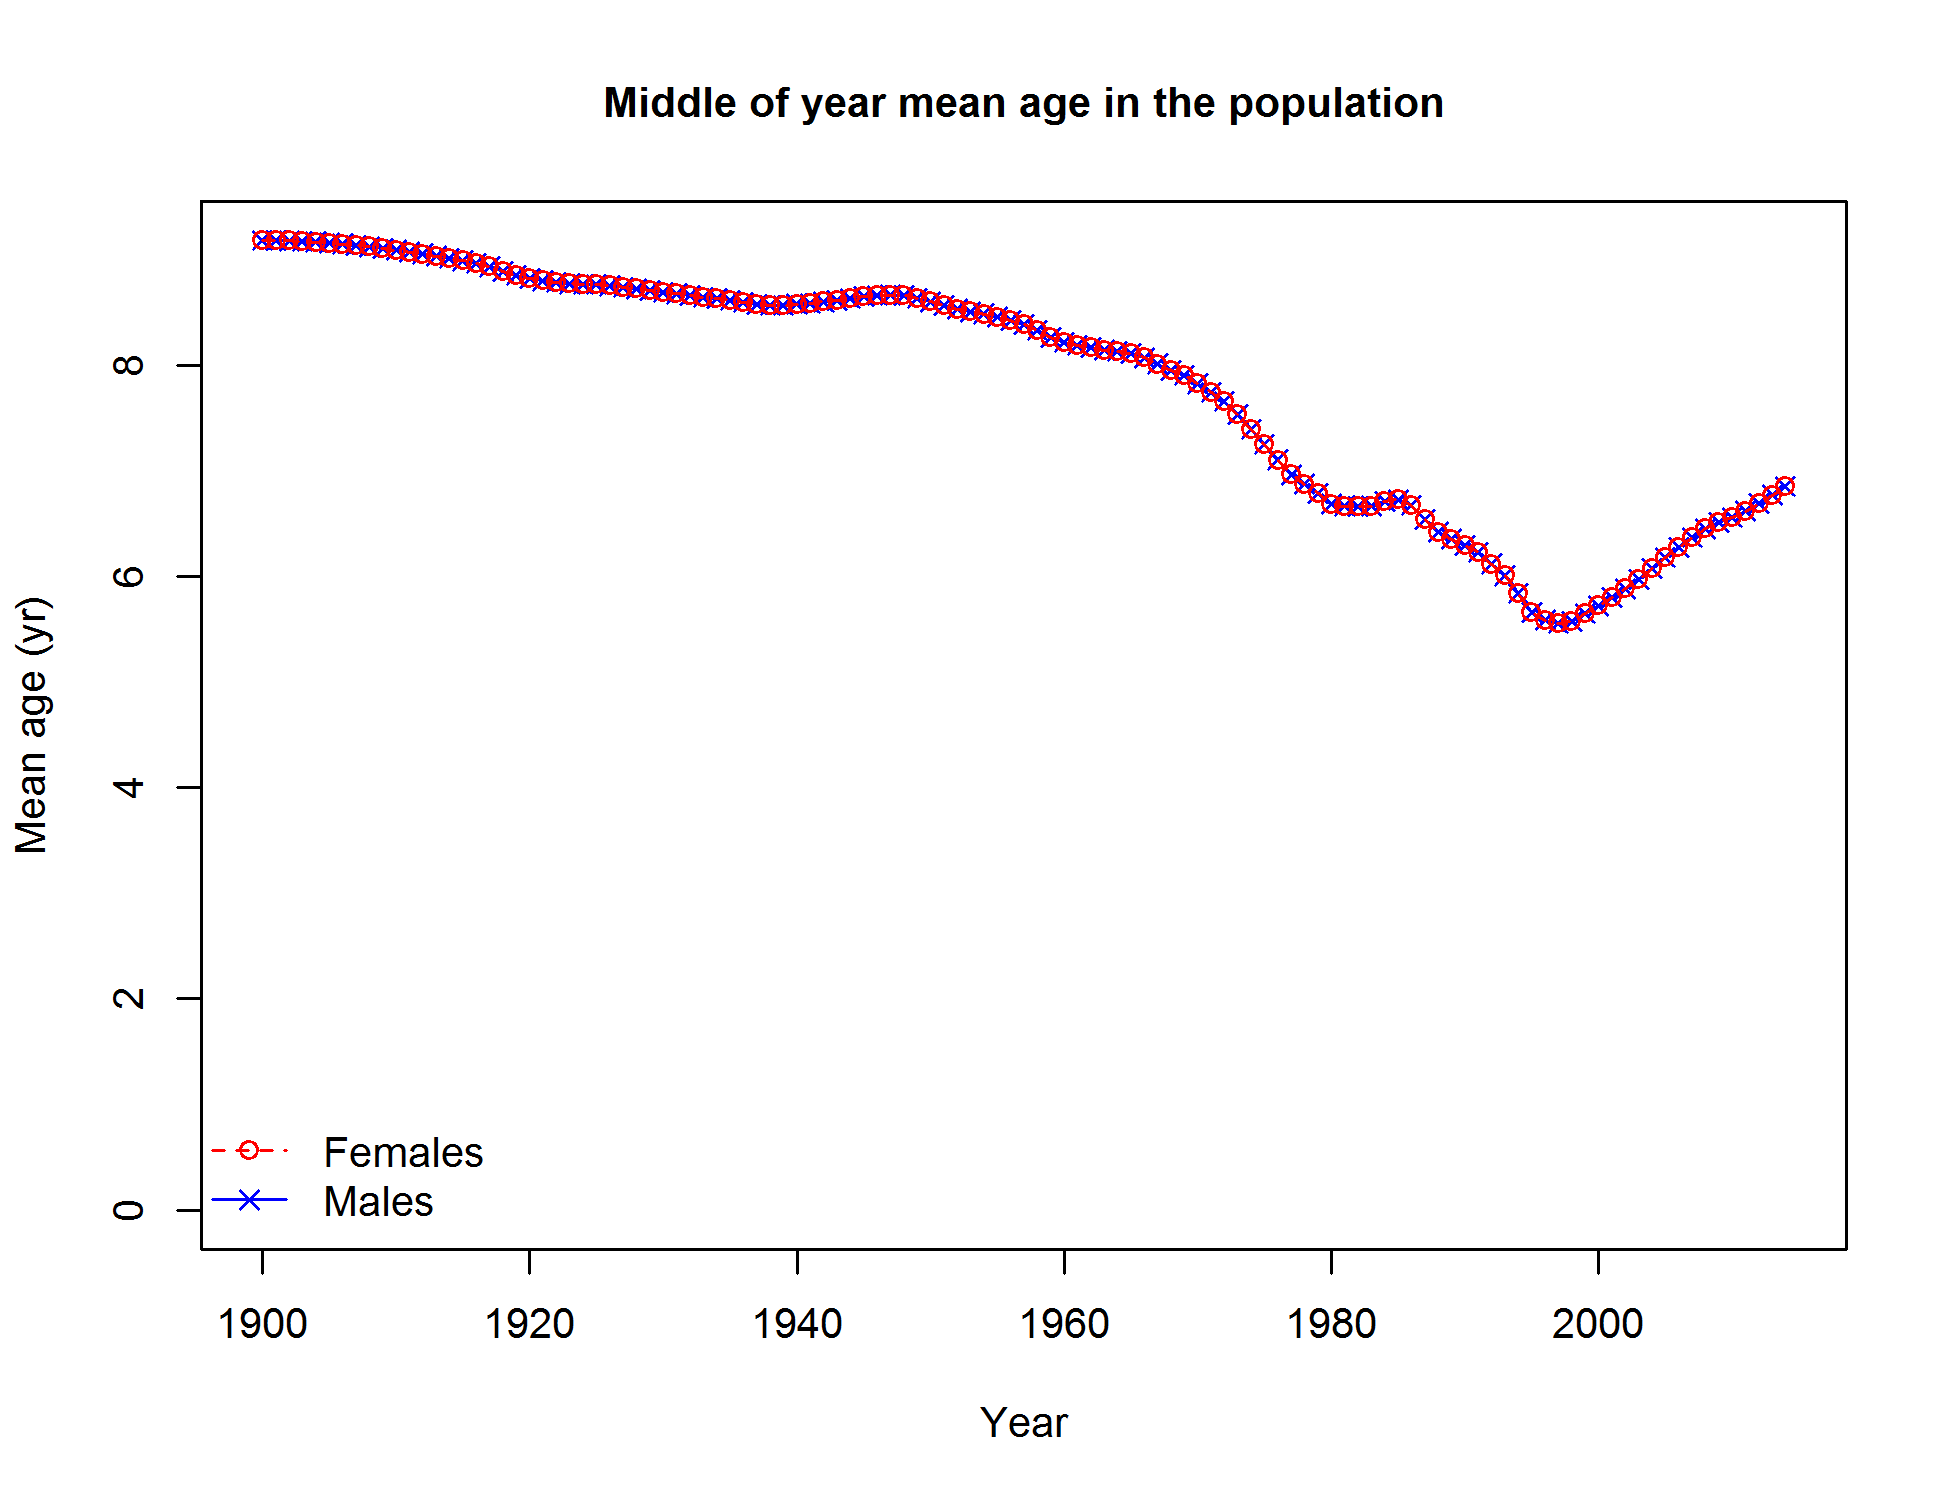 Middle of year mean age in the population
Mean age (yr)
8
6
4
2
0
Females
Males
1900 1920 1940 1960 1980 2000
Year